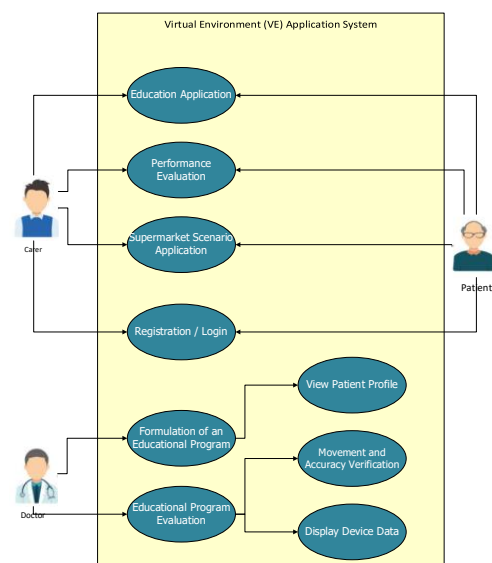 Virtual Environment (VE) Application System
Education Application
Performance
Evaluation
Supermarket Scenario
Application
Carer
Patient
Registration / Login
View Patient Profile
Formulation of an
Educational Program
Movement and
Accuracy Verification
Educational Program
Evaluation
Doctor
Display Device Data